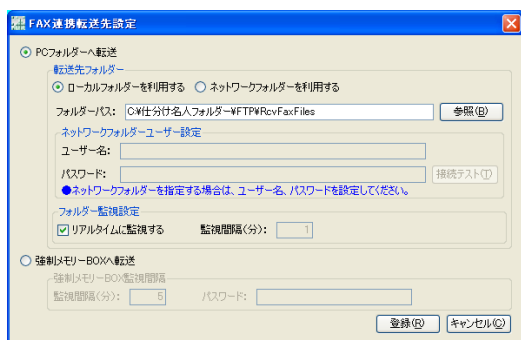 FAX連携転送先設定
PCフォルダーへ転送
転送先フォルダー
ローカルフォルダーを利用する ネットワークフォルダーを利用する
フォルダーパス: C:¥仕分け名人フォルダー¥FTP¥RcvFaxFiles 参照(B)
ネットワークフォルダーユーザー設定
ユーザー名:
パスワード: 接続テスト(T)
●ネットワークフォルダーを指定する場合は、ユーザー名、パスワードを設定してください。
フォルダー監視設定
リアルタイムに監視する 監視間隔(分): 1
強制メモリーBOXへ転送
強制メモリーBOX監視間隔
監視間隔(分): 5 パスワード:
登録(R) キャンセル(C)